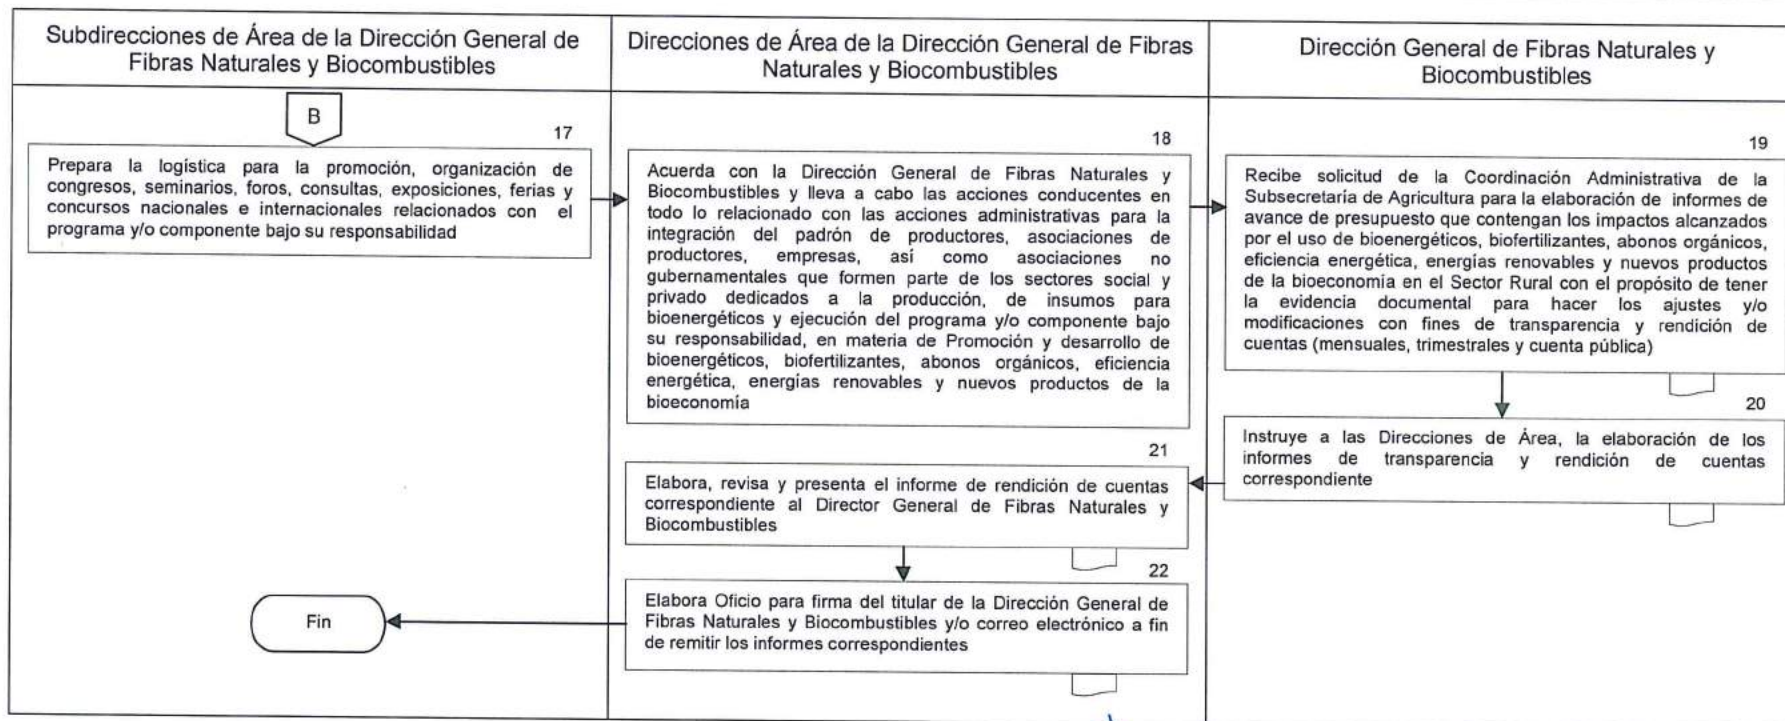 Subdirecciones de Área de la Dirección General de
Fibras Naturales y Biocombustibles
Direcciones de Área de la Dirección General de Fibras
Naturales y Biocombustibles
Dirección General de Fibras Naturales y
Biocombustibles
B
17
Prepara la logística para la promoción, organización de
congresos, seminarios, foros, consultas, exposiciones, ferias y
concursos nacionales e internacionales relacionados con el
programa y/o componente bajo su responsabilidad
18
Acuerda con la Dirección General de Fibras Naturales y
Biocombustibles y lleva a cabo las acciones conducentes en
todo lo relacionado con las acciones administrativas para la
integración del padrón de productores, asociaciones de
productores, empresas, así como asociaciones no
gubernamentales que formen parte de los sectores social y
privado dedicados a la producción, de insumos para
bioenergéticos y ejecución del programa y/o componente bajo
su responsabilidad, en materia de Promoción y desarrollo de
bioenergéticos, biofertilizantes, abonos orgánicos, eficiencia
energética, energías renovables y nuevos productos de la
bioeconomía
19
Recibe solicitud de la Coordinación Administrativa de la
Subsecretaría de Agricultura para la elaboración de informes de
avance de presupuesto que contengan los impactos alcanzados
por el uso de bioenergéticos, biofertilizantes, abonos orgánicos,
eficiencia energética, energías renovables y nuevos productos
de la bioeconomía en el Sector Rural con el propósito de tener
la evidencia documental para hacer los ajustes y/o
modificaciones con fines de transparencia y rendición de
cuentas (mensuales, trimestrales y cuenta pública)
20
Instruye a las Direcciones de Área, la elaboración de los
informes de transparencia y rendición de cuentas
correspondiente
21
Elabora, revisa y presenta el informe de rendición de cuentas
correspondiente al Director General de Fibras Naturales y
Biocombustibles
22
Elabora Oficio para firma del titular de la Dirección General de
Fibras Naturales y Biocombustibles y/o correo electrónico a fin
de remitir los informes correspondientes
Fin